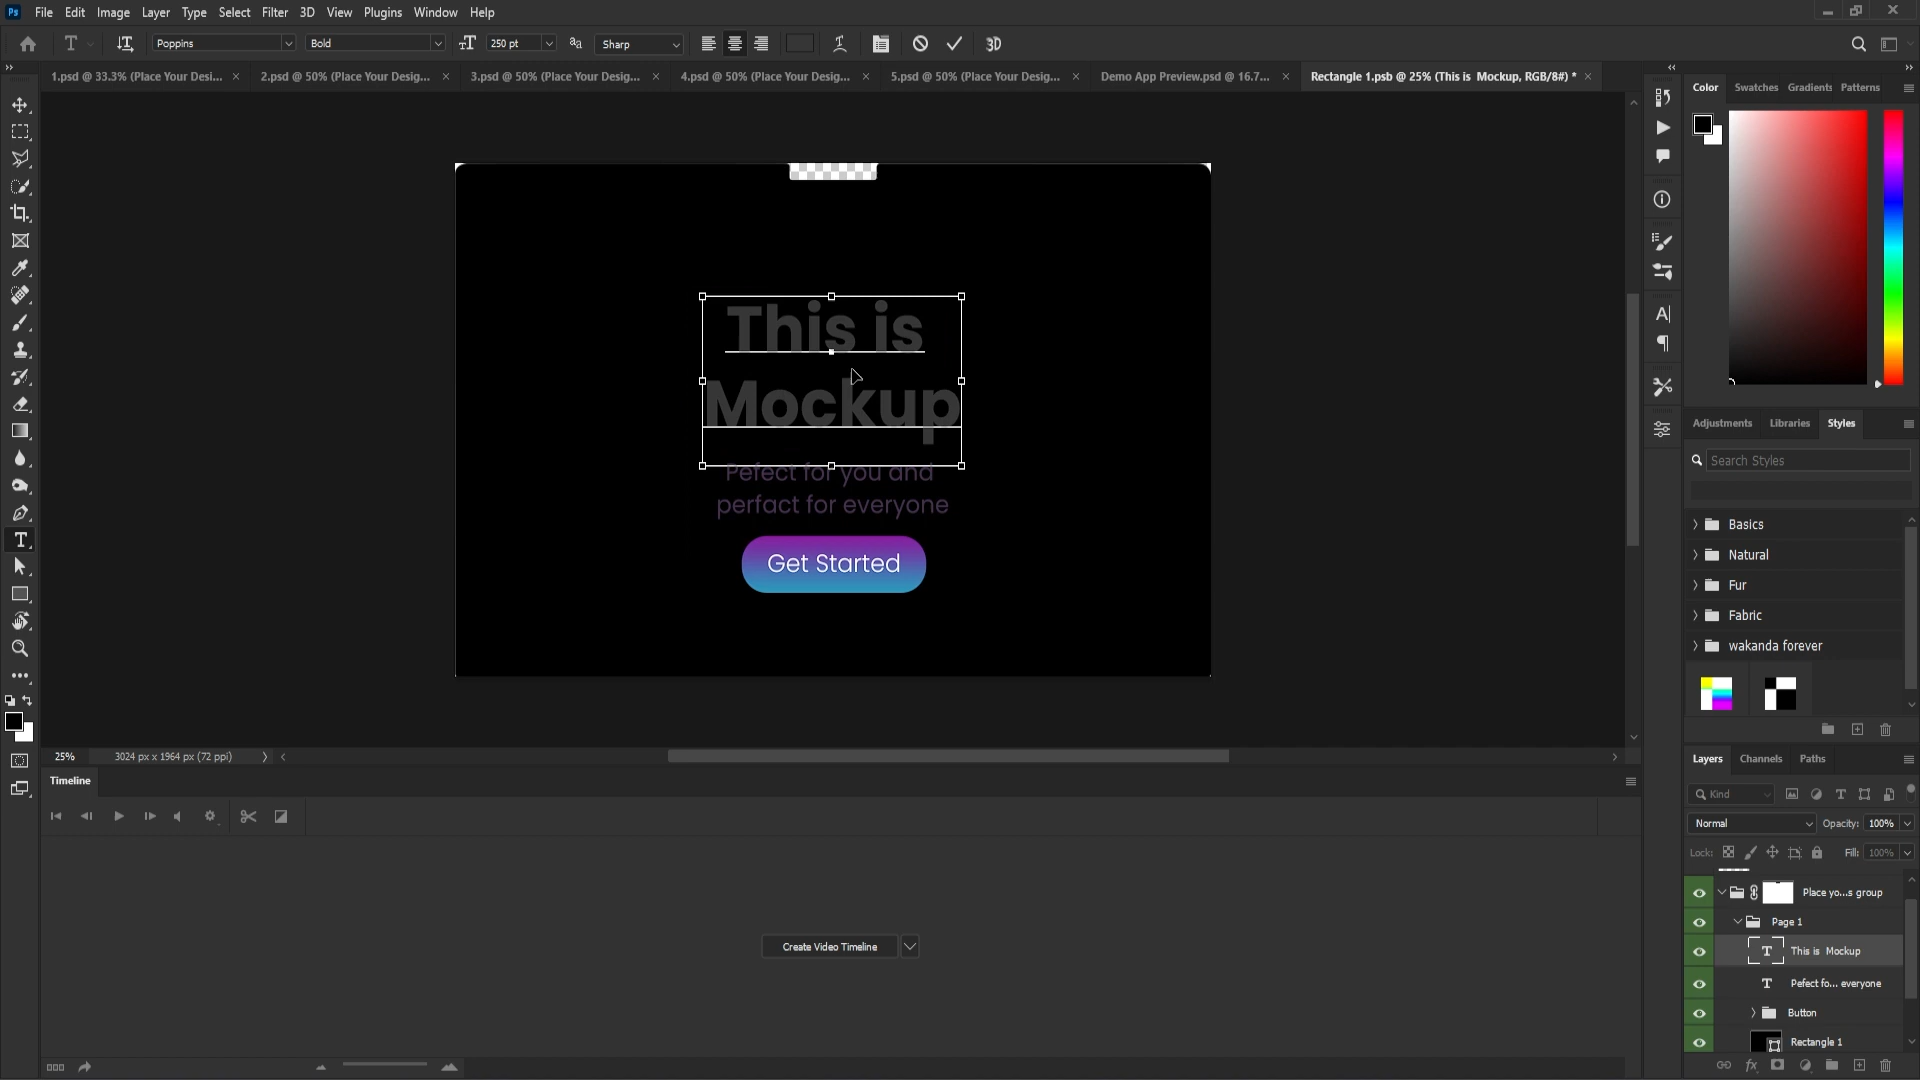 Ps File Edit Image Layer Type Select Filter 3D View Plugins Window Help
Poppins Bold 250 pt Sharp 3D
1.psd @ 33.3% (Place Your Desi... 2.psd @ 50% (Place Your Desig... 3.psd @ 50% (Place Your Desig... 4.psd @ 50% (Place Your Desig... 5.psd @ 50% (Place Your Desig... Demo App Preview.psd @ 16.7... Rectangle 1.psb @ 25% (This is Mockup, RGB/8#) *
Color Swatches Gradients Patterns
This is
Mockup
Pefect for you and
perfact for everyone
Get Started
Adjustments Libraries Styles
Search Styles
Basics
Natural
Fur
Fabric
wakanda forever
25% 3024 px x 1964 px (72 ppi)
Timeline
Create Video Timeline
Layers Channels Paths
Kind
Normal Opacity: 100%
Lock: Fill: 100%
Place yo...s group
Page 1
This is Mockup
Pefect fo... everyone
Button
Rectangle 1
fx